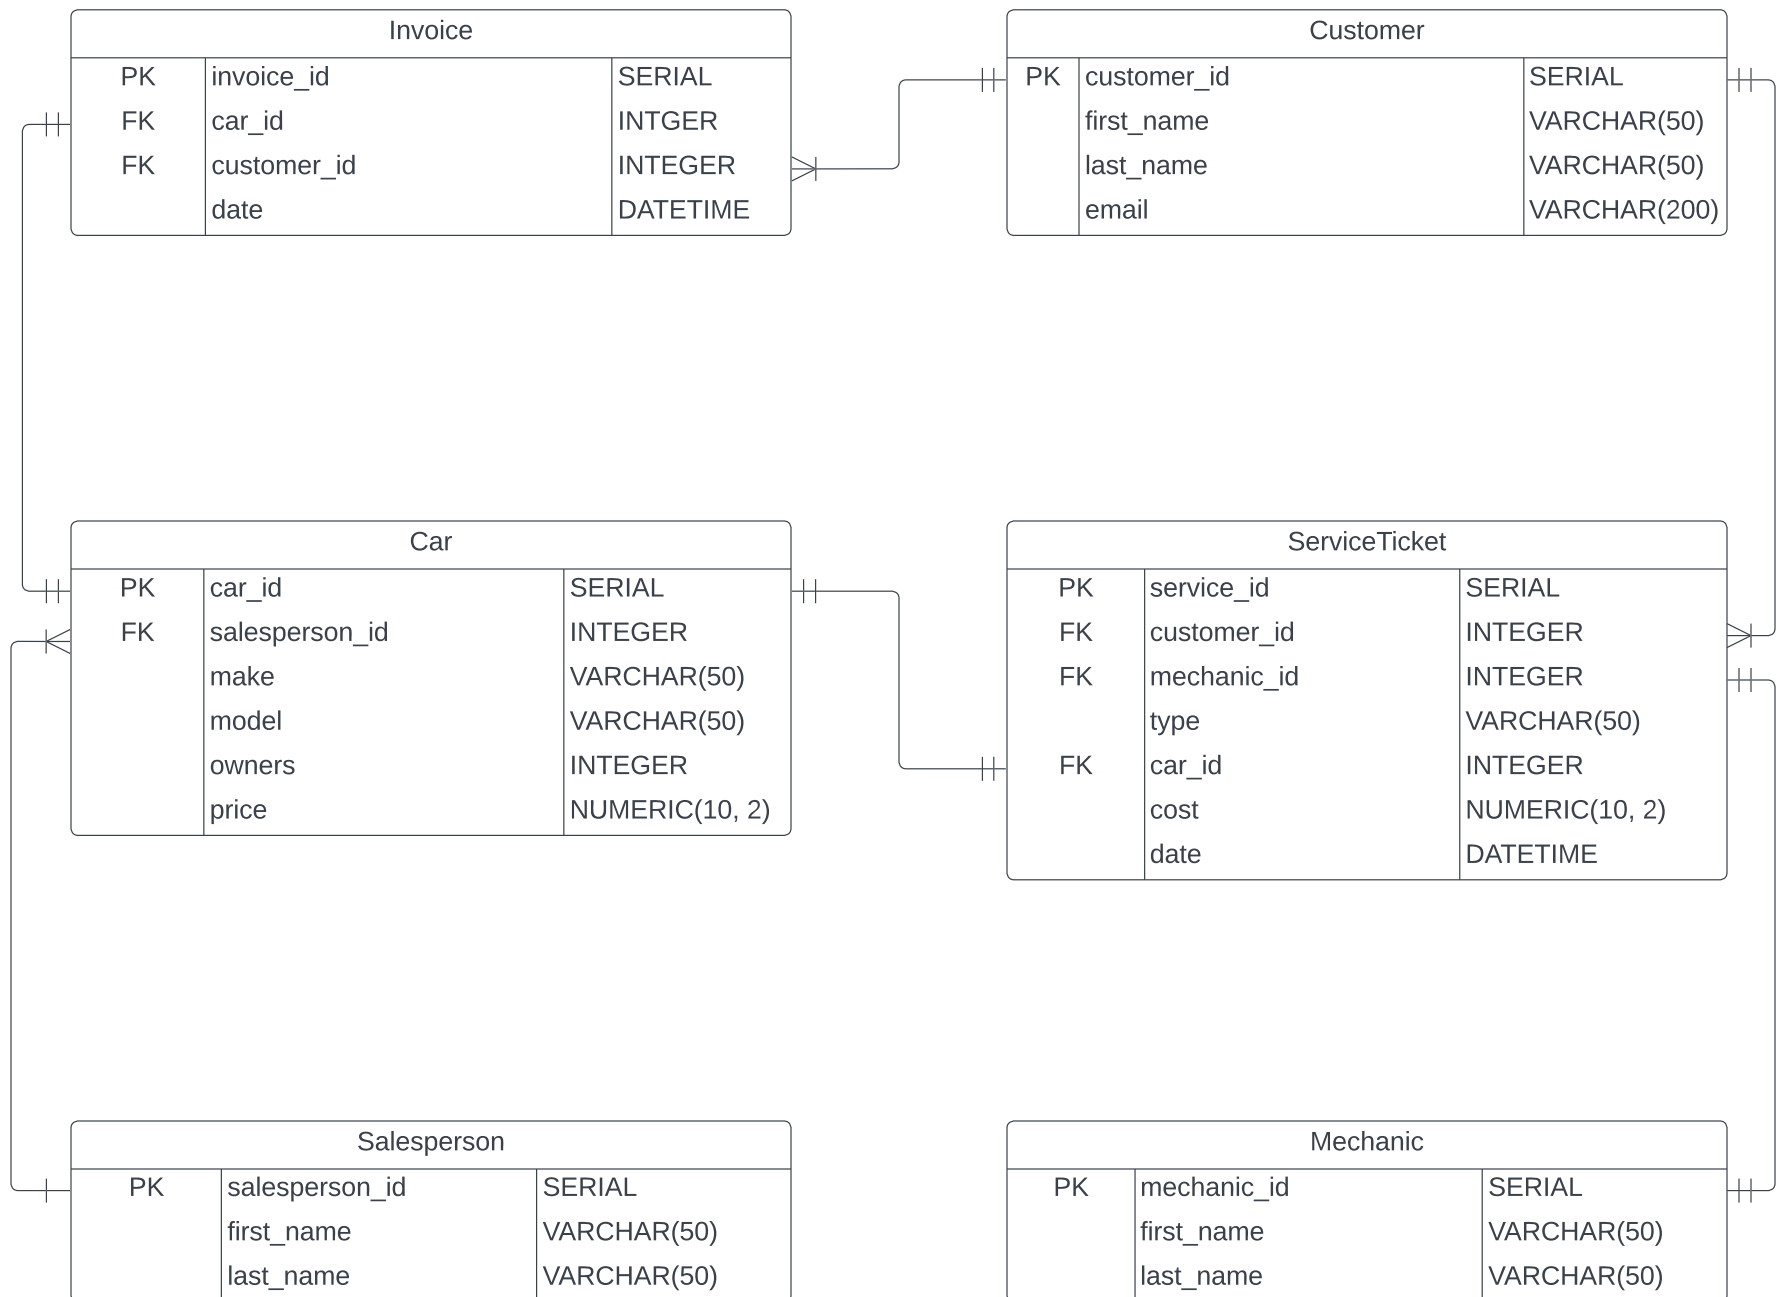 Invoice
PK invoice_id SERIAL
FK car_id INTGER
FK customer_id INTEGER
date DATETIME
Customer
PK customer_id SERIAL
first_name VARCHAR(50)
last_name VARCHAR(50)
email VARCHAR(200)
Car
PK car_id SERIAL
FK salesperson_id INTEGER
make VARCHAR(50)
model VARCHAR(50)
owners INTEGER
price NUMERIC(10, 2)
ServiceTicket
PK service_id SERIAL
FK customer_id INTEGER
FK mechanic_id INTEGER
type VARCHAR(50)
FK car_id INTEGER
cost NUMERIC(10, 2)
date DATETIME
Salesperson
PK salesperson_id SERIAL
first_name VARCHAR(50)
last_name VARCHAR(50)
Mechanic
PK mechanic_id SERIAL
first_name VARCHAR(50)
last_name VARCHAR(50)